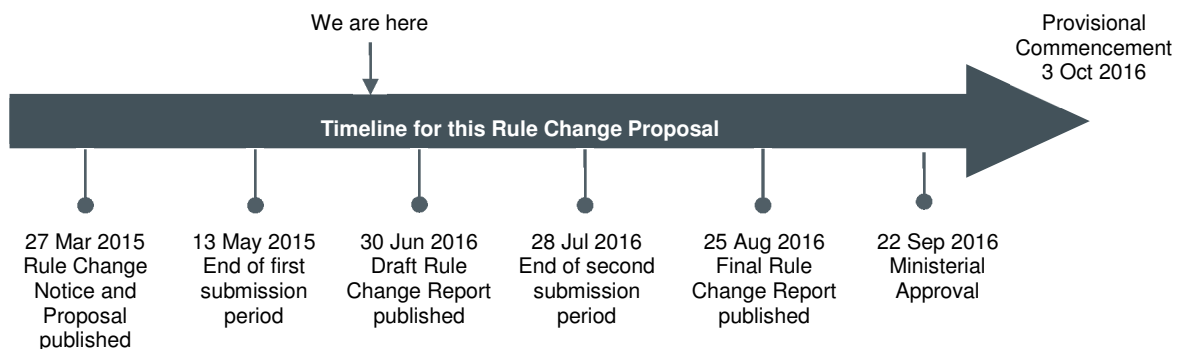 We are here
Provisional
Commencement
3 Oct 2016
Timeline for this Rule Change Proposal
27 Mar 2015
Rule Change
Notice and
Proposal
published
13 May 2015
End of first
submission
period
30 Jun 2016
Draft Rule
Change Report
published
28 Jul 2016
End of second
submission
period
25 Aug 2016
Final Rule
Change Report
published
22 Sep 2016
Ministerial
Approval